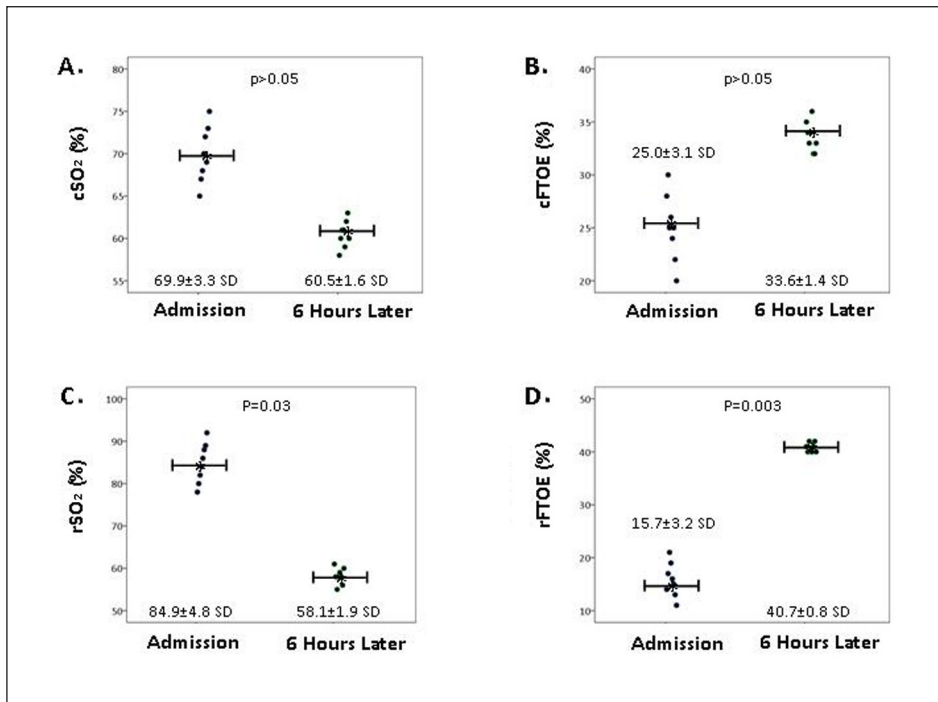 A.
p>0.05
cSO₂ (%)
80
75
70
65
60
55
69.9±3.3 SD
60.5±1.6 SD
Admission
6 Hours Later
B.
p>0.05
cFTOE (%)
40
35
30
25
20
25.0±3.1 SD
33.6±1.4 SD
Admission
6 Hours Later
C.
P=0.03
rSO₂ (%)
100
90
80
70
60
50
84.9±4.8 SD
58.1±1.9 SD
Admission
6 Hours Later
D.
P=0.003
rFTOE (%)
50
40
30
20
10
15.7±3.2 SD
40.7±0.8 SD
Admission
6 Hours Later